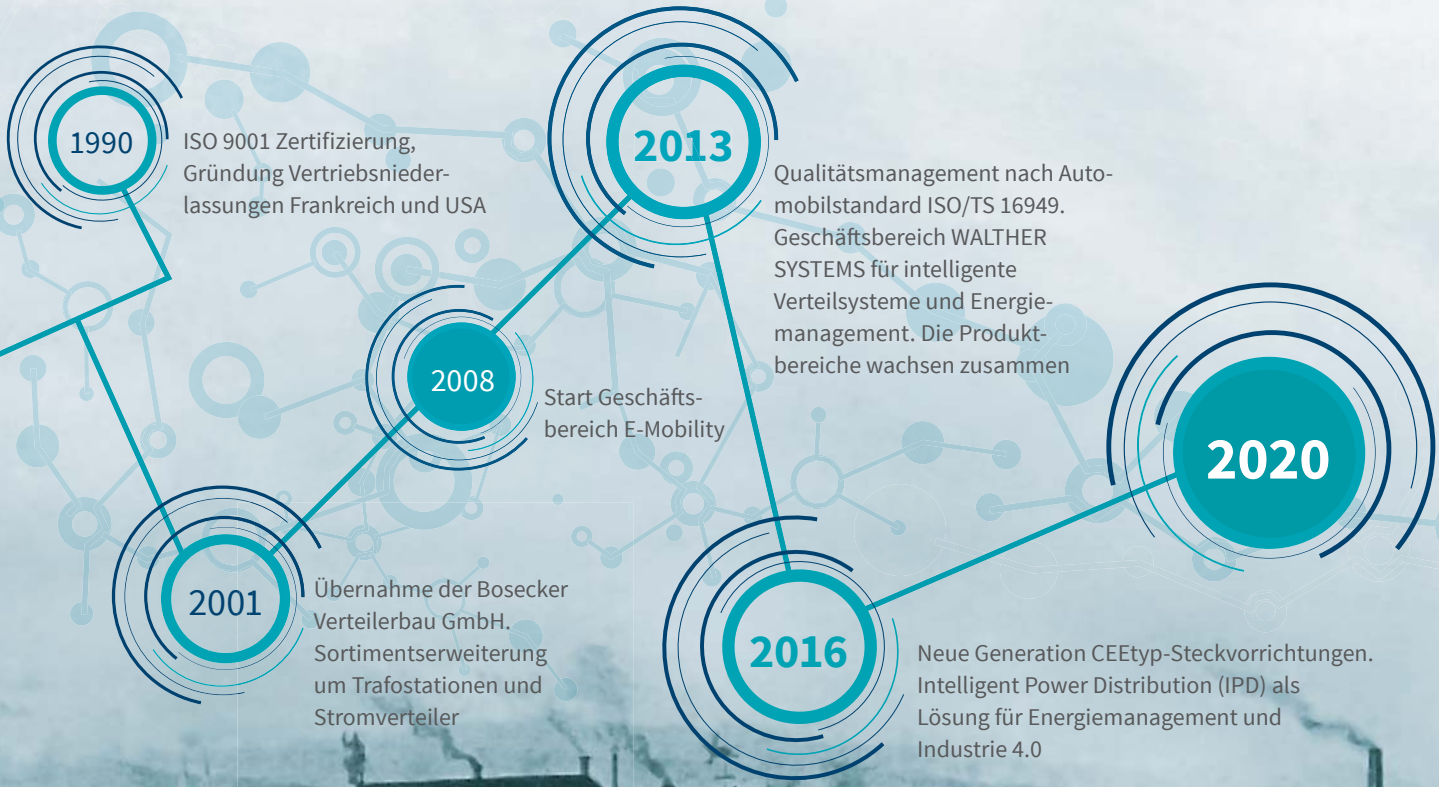 1990
ISO 9001 Zertifizierung,
Gründung Vertriebsnieder-
lassungen Frankreich und USA
2001
Übernahme der Bosecker
Verteilerbau GmbH.
Sortimentserweiterung
um Trafostationen und
Stromverteiler
2008
Start Geschäfts-
bereich E-Mobility
2013
Qualitätsmanagement nach Auto-
mobilstandard ISO/TS 16949.
Geschäftsbereich WALTHER
SYSTEMS für intelligente
Verteilsysteme und Energie-
management. Die Produkt-
bereiche wachsen zusammen
2016
Neue Generation CEEtyp-Steckvorrichtungen.
Intelligent Power Distribution (IPD) als
Lösung für Energiemanagement und
Industrie 4.0
2020